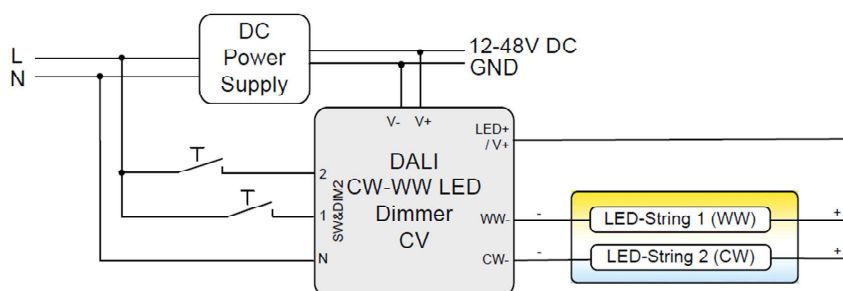 DC
Power
Supply
L
N
12-48V DC
GND
V- V+
LED+
/ V+
DALI
CW-WW LED
Dimmer
CV
T
2
T
1
SW&DIM2
N
WW-
-
LED-String 1 (WW)
+
CW-
-
LED-String 2 (CW)
+